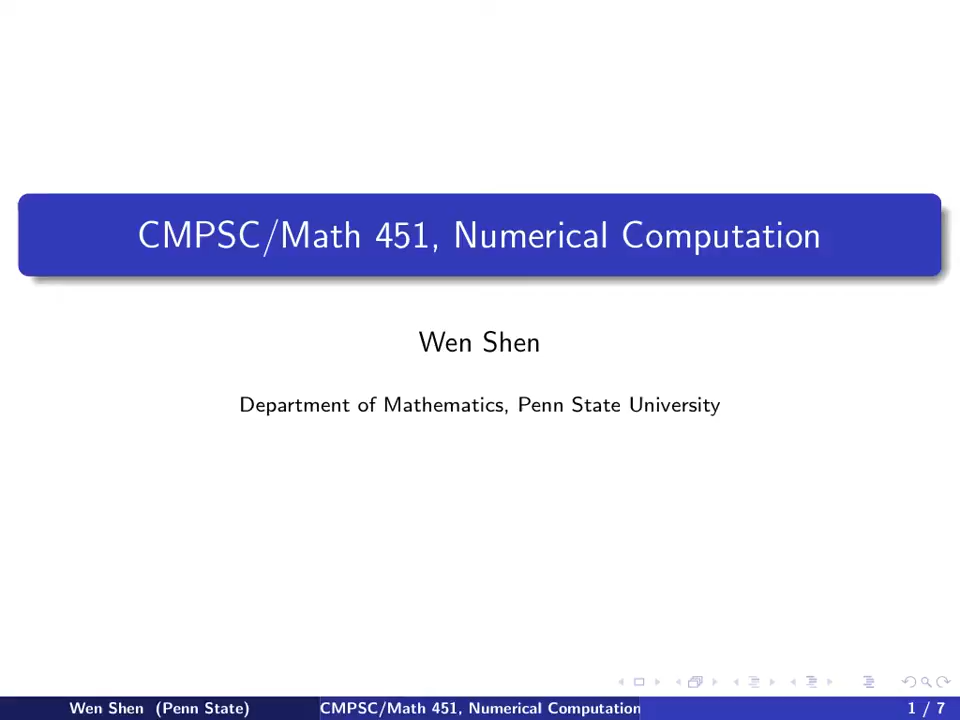 CMPSC/Math 451, Numerical Computation
Wen Shen
Department of Mathematics, Penn State University
Wen Shen (Penn State)
CMPSC/Math 451, Numerical Computation
1 / 7